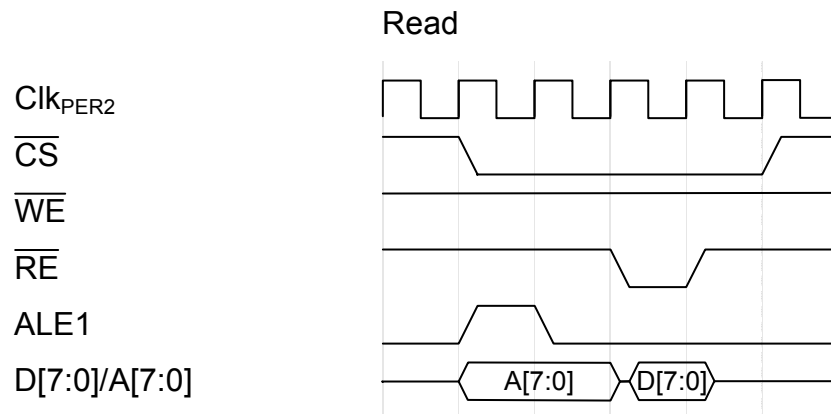 Read
ClkPER2
CS
WE
RE
ALE1
D[7:0]/A[7:0] A[7:0] D[7:0]